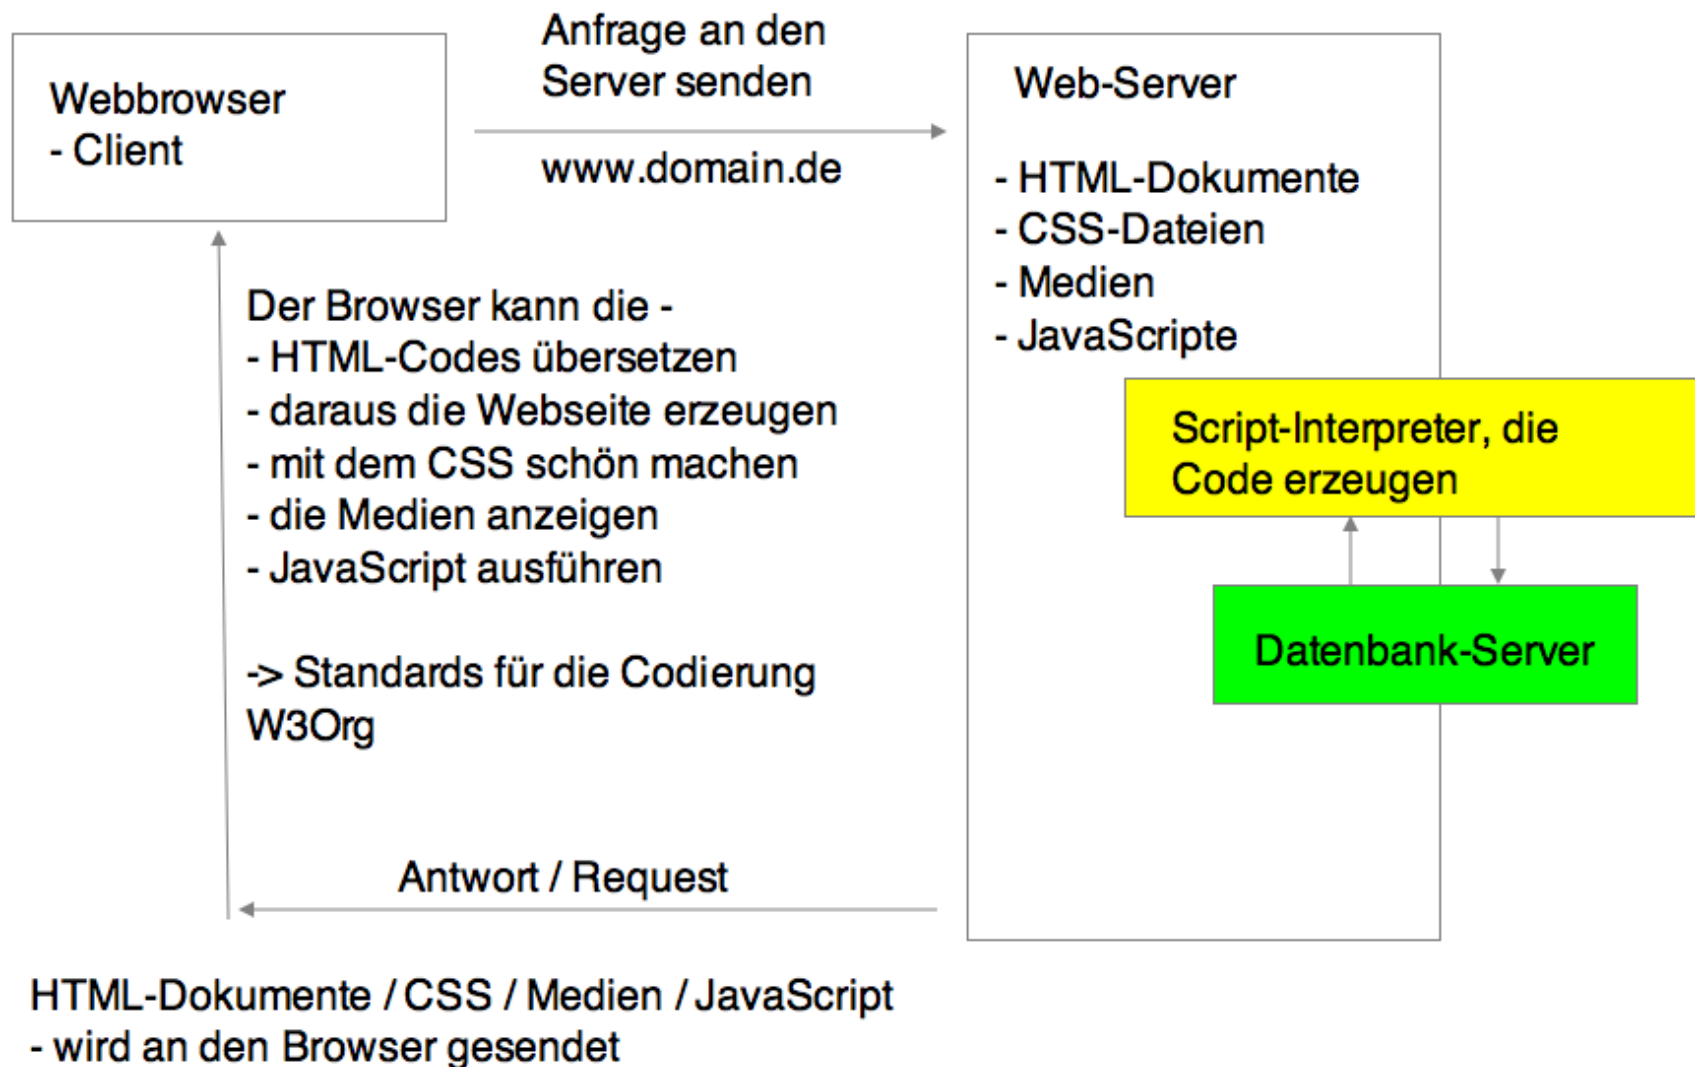 Webbrowser
- Client
Anfrage an den
Server senden
www.domain.de
Web-Server
- HTML-Dokumente
- CSS-Dateien
- Medien
- JavaScripte
Script-Interpreter, die
Code erzeugen
Datenbank-Server
Der Browser kann die -
- HTML-Codes übersetzen
- daraus die Webseite erzeugen
- mit dem CSS schön machen
- die Medien anzeigen
- JavaScript ausführen
-> Standards für die Codierung
W3Org
Antwort / Request
HTML-Dokumente / CSS / Medien / JavaScript
- wird an den Browser gesendet